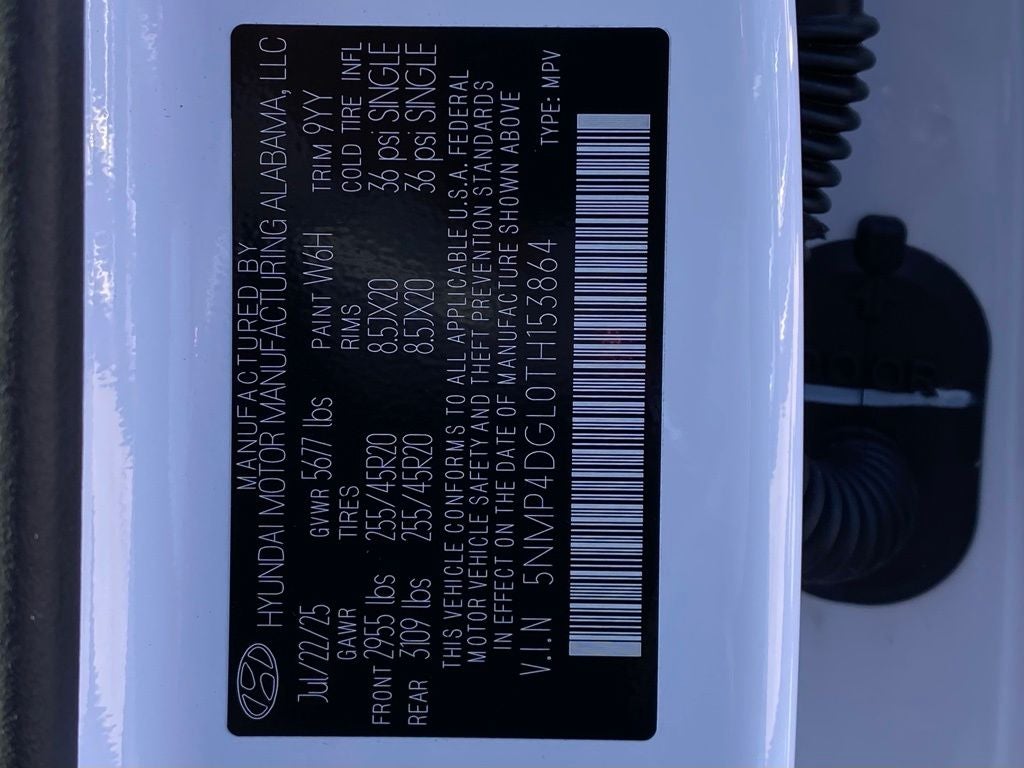 MANUFACTURED BY
HYUNDAI MOTOR MANUFACTURING ALABAMA, LLC
Jul/22/25 GVWR 5677 lbs PAINT W6H TRIM 9YY
GAWR TIRES RIMS COLD TIRE INFL
FRONT 2955 lbs 255/45R20 8.5JX20 36 psi SINGLE
REAR 3109 lbs 255/45R20 8.5JX20 36 psi SINGLE
THIS VEHICLE CONFORMS TO ALL APPLICABLE U.S.A. FEDERAL
MOTOR VEHICLE SAFETY AND THEFT PREVENTION STANDARDS
IN EFFECT ON THE DATE OF MANUFACTURE SHOWN ABOVE
V.I.N 5NMP4DGL0TH153864 TYPE: MPV